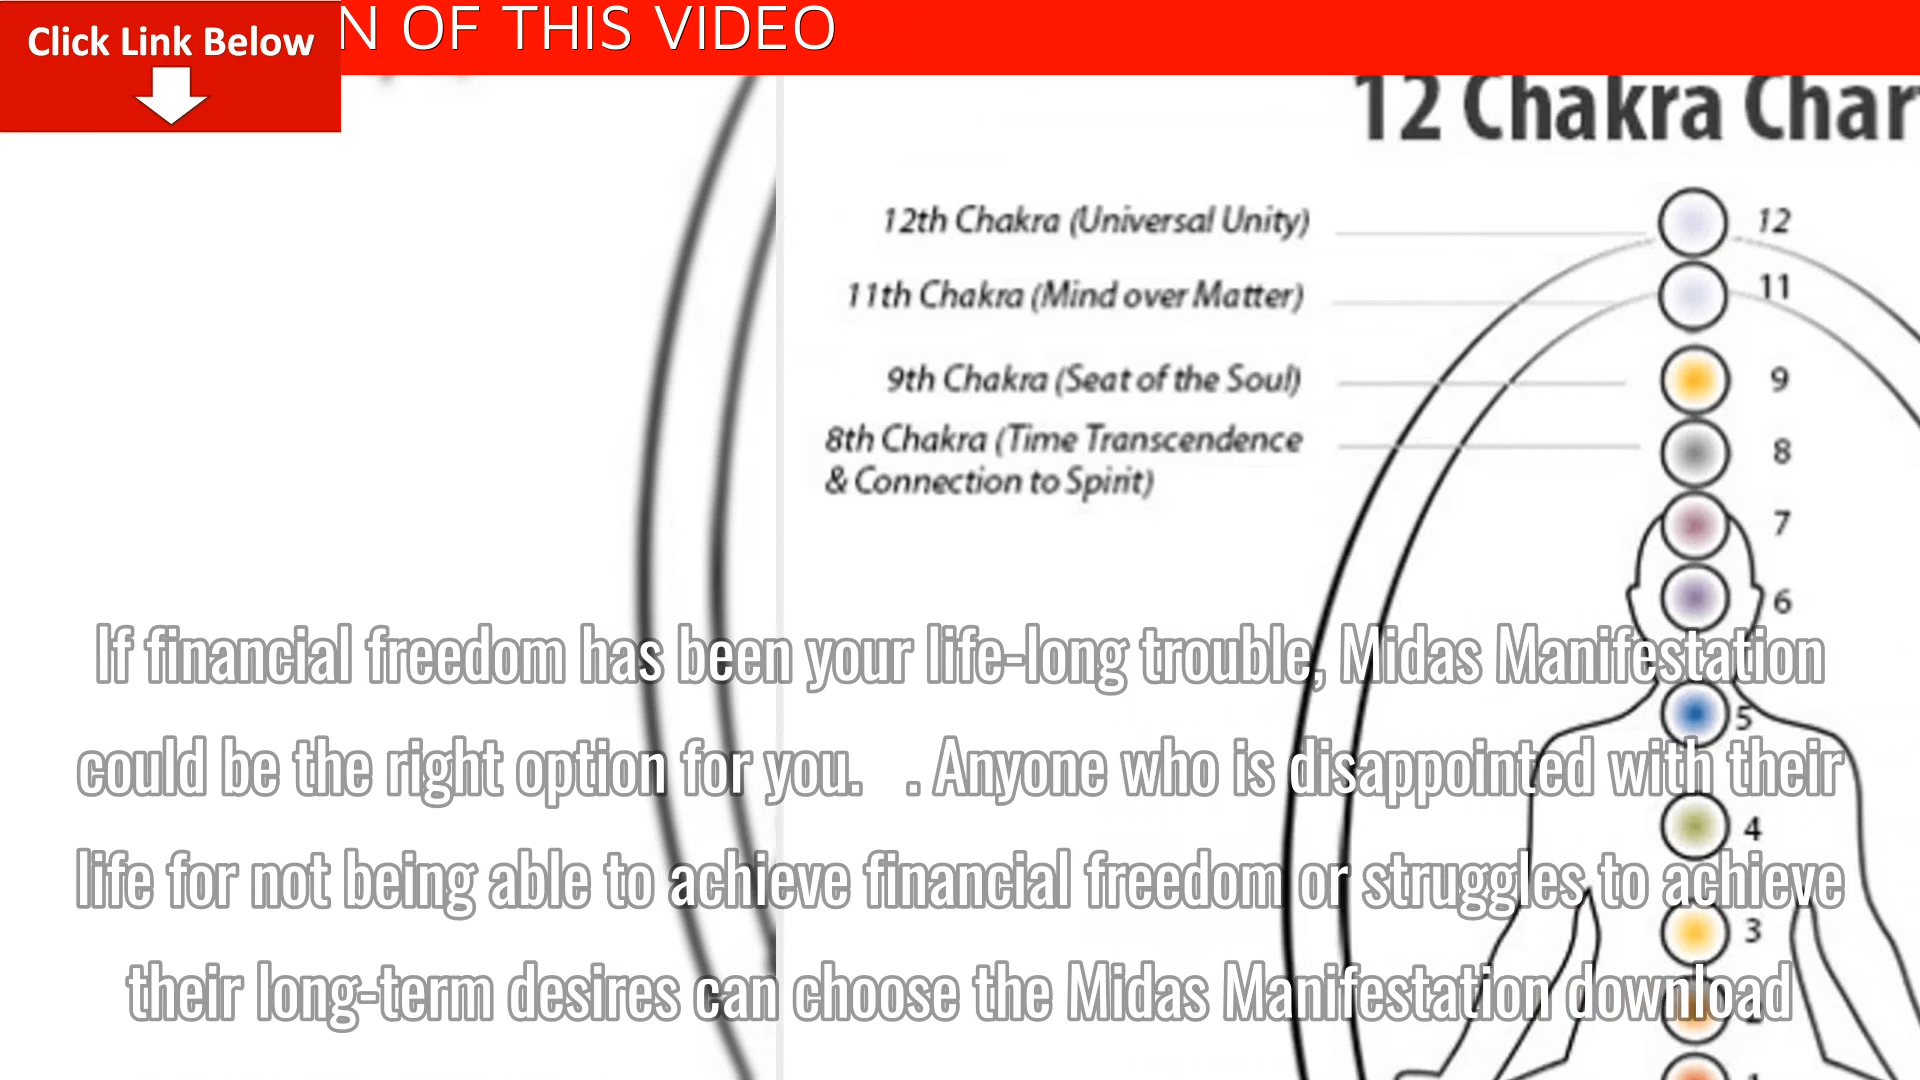 N OF THIS VIDEO
Click Link Below
12 Chakra Char
12th Chakra (Universal Unity)
12
11th Chakra (Mind over Matter)
11
9th Chakra (Seat of the Soul)
9
8th Chakra (Time Transcendence
& Connection to Spirit)
8
7
6
If financial freedom has been your life-long trouble, Midas Manifestation
5
could be the right option for you. . Anyone who is disappointed with their
4
life for not being able to achieve financial freedom or struggles to achieve
3
their long-term desires can choose the Midas Manifestation download